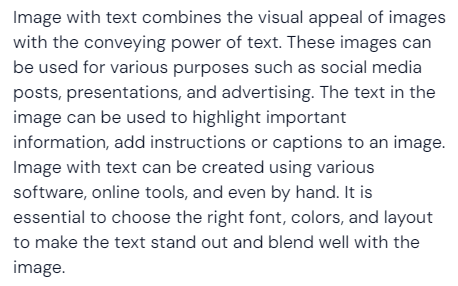 Image with text combines the visual appeal of images
with the conveying power of text. These images can
be used for various purposes such as social media
posts, presentations, and advertising. The text in the
image can be used to highlight important
information, add instructions or captions to an image.
Image with text can be created using various
software, online tools, and even by hand. It is
essential to choose the right font, colors, and layout
to make the text stand out and blend well with the
image.